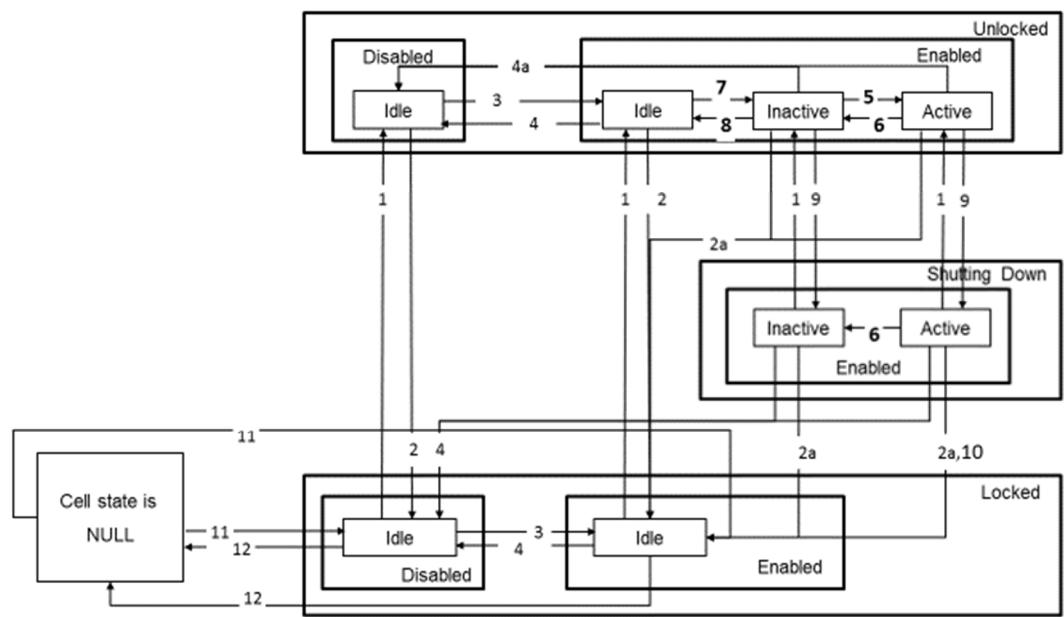 Unlocked
Disabled
Enabled
4a
Idle
3
4
Idle
7
8
Inactive
5
6
Active
1
1
2
1
9
1
9
2a
Shutting Down
Inactive
6
Active
Enabled
11
2
4
2a
2a,10
Cell state is
NULL
Locked
11
12
Idle
3
4
Idle
Disabled
Enabled
12